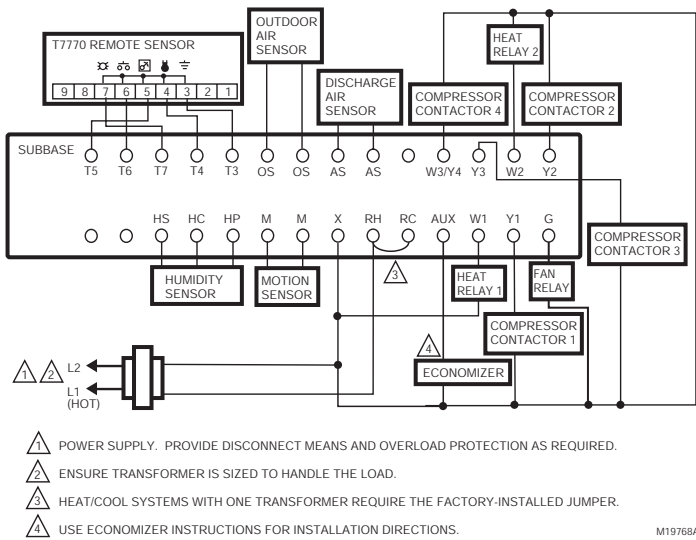 T7770 REMOTE SENSOR
9 8 7 6 5 4 3 2 1
OUTDOOR
AIR
SENSOR
DISCHARGE
AIR
SENSOR
COMPRESSOR
CONTACTOR 4
HEAT
RELAY 2
COMPRESSOR
CONTACTOR 2
SUBBASE
T5 T6 T7 T4 T3 OS OS AS AS W3/Y4 Y3 W2 Y2
HS HC HP M M X RH RC AUX W1 Y1 G
HUMIDITY
SENSOR
MOTION
SENSOR
3
HEAT
RELAY 1
FAN
RELAY
COMPRESSOR
CONTACTOR 3
COMPRESSOR
CONTACTOR 1
4
ECONOMIZER
1 2 L2
L1
(HOT)
1 POWER SUPPLY. PROVIDE DISCONNECT MEANS AND OVERLOAD PROTECTION AS REQUIRED.
2 ENSURE TRANSFORMER IS SIZED TO HANDLE THE LOAD.
3 HEAT/COOL SYSTEMS WITH ONE TRANSFORMER REQUIRE THE FACTORY-INSTALLED JUMPER.
4 USE ECONOMIZER INSTRUCTIONS FOR INSTALLATION DIRECTIONS.
M19768A